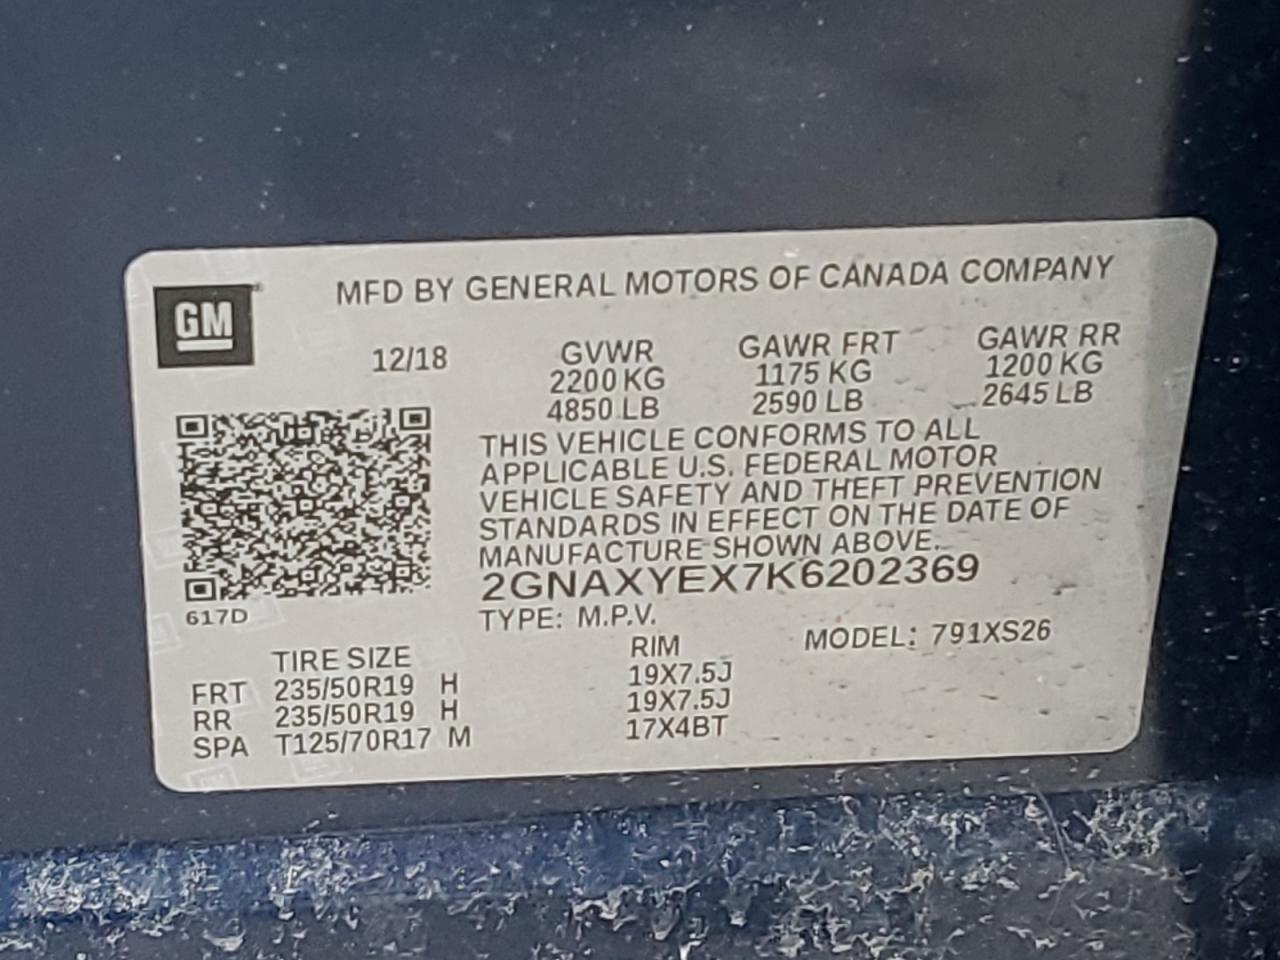 GM
MFD BY GENERAL MOTORS OF CANADA COMPANY
12/18 GVWR GAWR FRT GAWR RR
2200 KG 1175 KG 1200 KG
4850 LB 2590 LB 2645 LB
THIS VEHICLE CONFORMS TO ALL
APPLICABLE U.S. FEDERAL MOTOR
VEHICLE SAFETY AND THEFT PREVENTION
STANDARDS IN EFFECT ON THE DATE OF
MANUFACTURE SHOWN ABOVE.
2GNAXYEX7K6202369
617D
TYPE: M.P.V. MODEL: 791XS26
TIRE SIZE RIM
FRT 235/50R19 H 19X7.5J
RR 235/50R19 H 19X7.5J
SPA T125/70R17 M 17X4BT